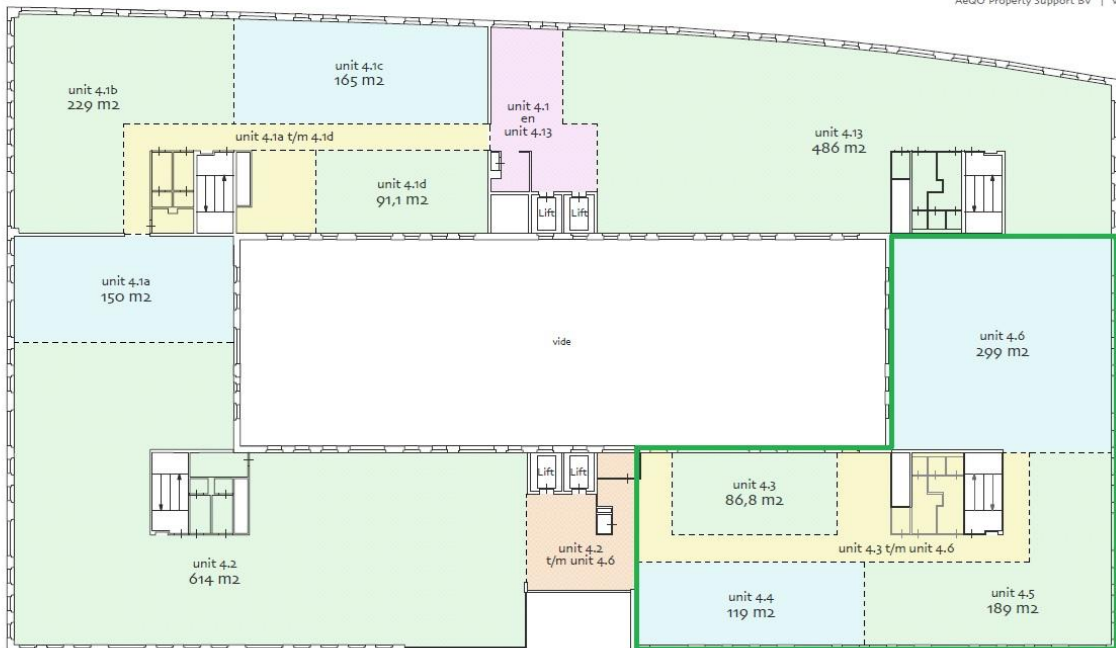 AeQO Property Support BV |
unit 4.1b
229 m2
unit 4.1c
165 m2
unit 4.1
en
unit 4.13
unit 4.13
486 m2
unit 4.1a t/m 4.1d
unit 4.1d
91,1 m2
Lift
Lift
unit 4.1a
150 m2
vide
unit 4.6
299 m2
Lift
Lift
unit 4.3
86,8 m2
unit 4.2
t/m unit 4.6
unit 4.3 t/m unit 4.6
unit 4.2
614 m2
unit 4.4
119 m2
unit 4.5
189 m2